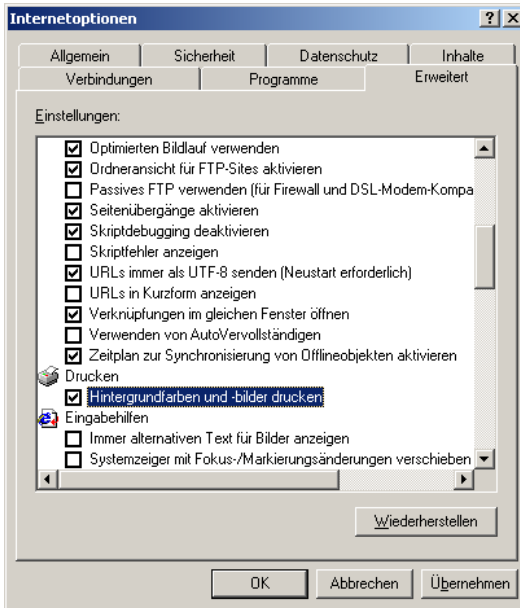 Internetoptionen
Allgemein Sicherheit Datenschutz Inhalte
Verbindungen Programme Erweitert
Einstellungen:
Optimierten Bildlauf verwenden
Ordneransicht für FTP-Sites aktivieren
Passives FTP verwenden (für Firewall und DSL-Modem-Kompa
Seitenübergänge aktivieren
Skriptdebugging deaktivieren
Skriptfehler anzeigen
URLs immer als UTF-8 senden (Neustart erforderlich)
URLs in Kurzform anzeigen
Verknüpfungen im gleichen Fenster öffnen
Verwenden von AutoVervollständigen
Zeitplan zur Synchronisierung von Offlineobjekten aktivieren
Drucken
Hintergrundfarben und -bilder drucken
Eingabehilfen
Immer alternativen Text für Bilder anzeigen
Systemzeiger mit Fokus-/Markierungsänderungen verschieben
Wiederherstellen
OK Abbrechen Übernehmen